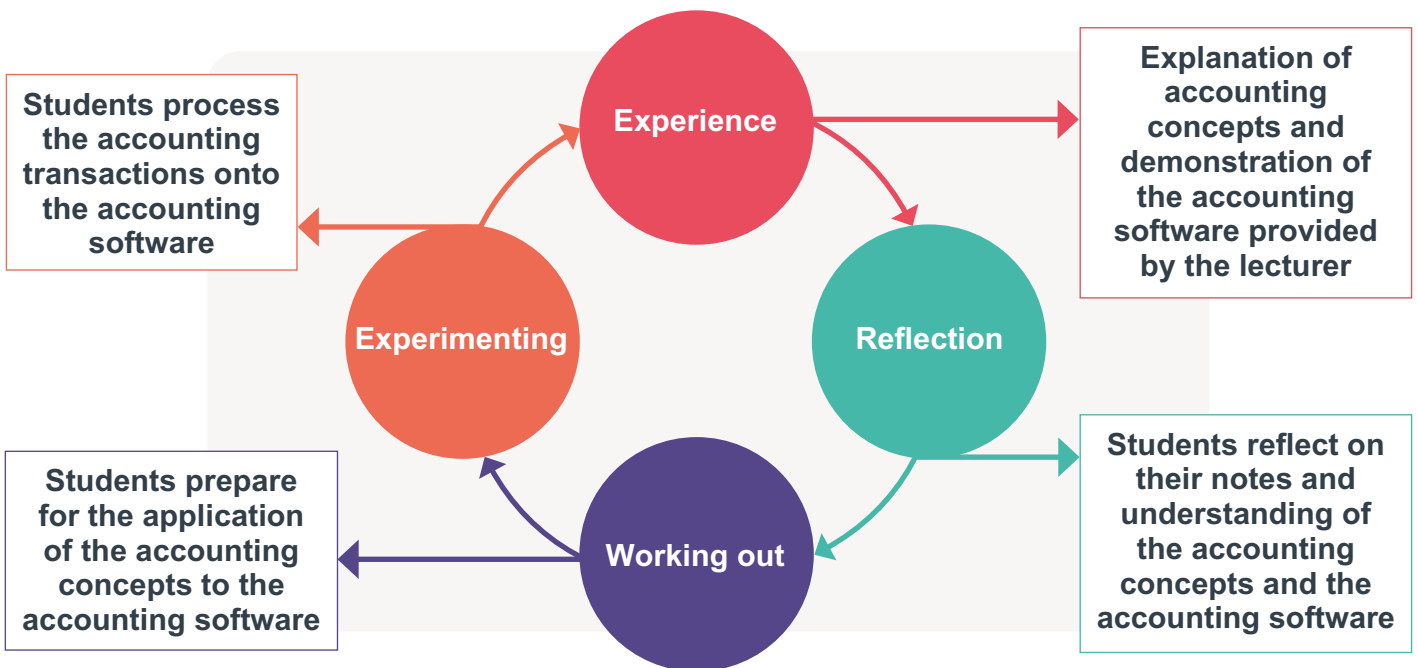 Experience
Explanation of
accounting
concepts and
demonstration of
the accounting
software provided
by the lecturer
Reflection
Students reflect on
their notes and
understanding of
the accounting
concepts and the
accounting software
Working out
Students prepare
for the application
of the accounting
concepts to the
accounting software
Experimenting
Students process
the accounting
transactions onto
the accounting
software